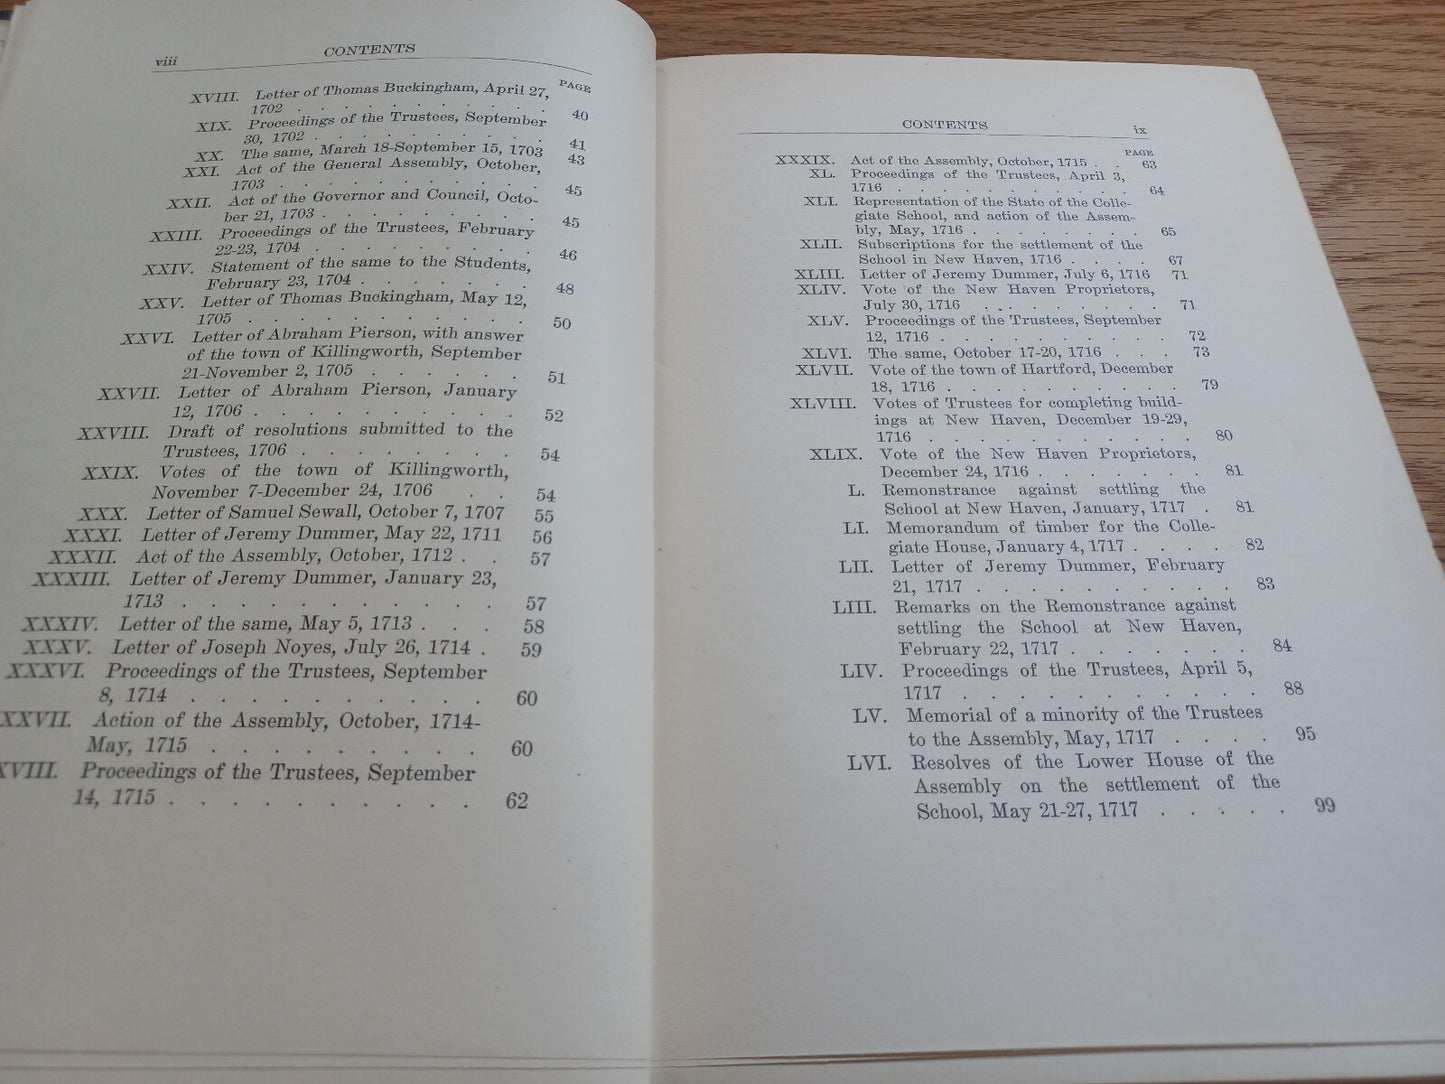 viii CONTENTS
PAGE
XVIII. Letter of Thomas Buckingham, April 27,
1702 . . . . . . . . . . 40
XIX. Proceedings of the Trustees, September
30, 1702 . . . . . . . . . 41
XX. The same, March 18-September 15, 1703 43
XXI. Act of the General Assembly, October,
1703 . . . . . . . . . . 45
XXII. Act of the Governor and Council, Octo-
ber 21, 1703 . . . . . . . . 45
XXIII. Proceedings of the Trustees, February
22-23, 1704 . . . . . . . . 46
XXIV. Statement of the same to the Students,
February 23, 1704 . . . . . . . 48
XXV. Letter of Thomas Buckingham, May 12,
1705 . . . . . . . . . . 50
XXVI. Letter of Abraham Pierson, with answer
of the town of Killingworth, September
21-November 2, 1705 . . . . . . 51
XXVII. Letter of Abraham Pierson, January
12, 1706 . . . . . . . . . . 52
XXVIII. Draft of resolutions submitted to the
Trustees, 1706 . . . . . . . . 54
XXIX. Votes of the town of Killingworth,
November 7-December 24, 1706 . . 54
XXX. Letter of Samuel Sewall, October 7, 1707 55
XXXI. Letter of Jeremy Dummer, May 22, 1711 56
XXXII. Act of the Assembly, October, 1712 . . 57
XXXIII. Letter of Jeremy Dummer, January 23,
1713 . . . . . . . . . . 57
XXXIV. Letter of the same, May 5, 1713 . . . 58
XXXV. Letter of Joseph Noyes, July 26, 1714 . 59
XXXVI. Proceedings of the Trustees, September
8, 1714 . . . . . . . . . . 60
XXVII. Action of the Assembly, October, 1714-
May, 1715 . . . . . . . . . 60
XVIII. Proceedings of the Trustees, September
14, 1715 . . . . . . . . . . 62
CONTENTS ix
PAGE
XXXIX. Act of the Assembly, October, 1715 . . 63
XL. Proceedings of the Trustees, April 3,
1716 . . . . . . . . . . 64
XLI. Representation of the State of the Colle-
giate School, and action of the Assem-
bly, May, 1716 . . . . . . . . 65
XLII. Subscriptions for the settlement of the
School in New Haven, 1716 . . . . 67
XLIII. Letter of Jeremy Dummer, July 6, 1716 71
XLIV. Vote of the New Haven Proprietors,
July 30, 1716 . . . . . . . . 71
XLV. Proceedings of the Trustees, September
12, 1716 . . . . . . . . . . 72
XLVI. The same, October 17-20, 1716 . . . 73
XLVII. Vote of the town of Hartford, December
18, 1716 . . . . . . . . . . 79
XLVIII. Votes of Trustees for completing build-
ings at New Haven, December 19-29,
1716 . . . . . . . . . . . 80
XLIX. Vote of the New Haven Proprietors,
December 24, 1716 . . . . . . . 81
L. Remonstrance against settling the
School at New Haven, January, 1717 . 81
LI. Memorandum of timber for the Colle-
giate House, January 4, 1717 . . . . 82
LII. Letter of Jeremy Dummer, February
21, 1717 . . . . . . . . . . 83
LIII. Remarks on the Remonstrance against
settling the School at New Haven,
February 22, 1717 . . . . . . . 84
LIV. Proceedings of the Trustees, April 5,
1717 . . . . . . . . . . . 88
LV. Memorial of a minority of the Trustees
to the Assembly, May, 1717 . . . . 95
LVI. Resolves of the Lower House of the
Assembly on the settlement of the
School, May 21-27, 1717 . . . . . 99